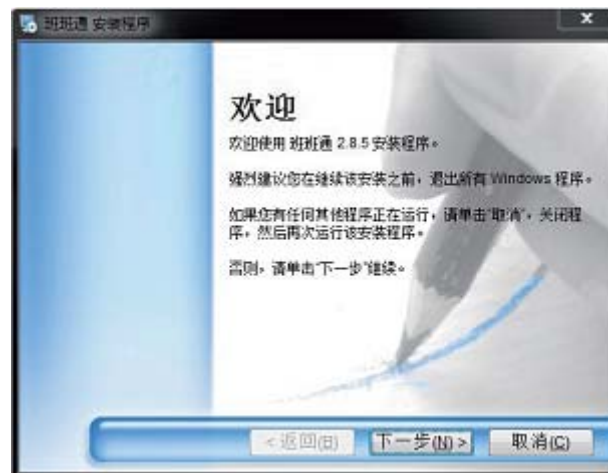 班班通 安装程序
欢迎
欢迎使用 班班通 2.8.5 安装程序。
强烈建议您在继续该安装之前，退出所有 Windows 程序。
如果您有任何其他程序正在运行，请单击“取消”，关闭程
序，然后再次运行该安装程序。
否则，请单击“下一步”继续。
< 返回(B) 下一步(N) > 取消(C)